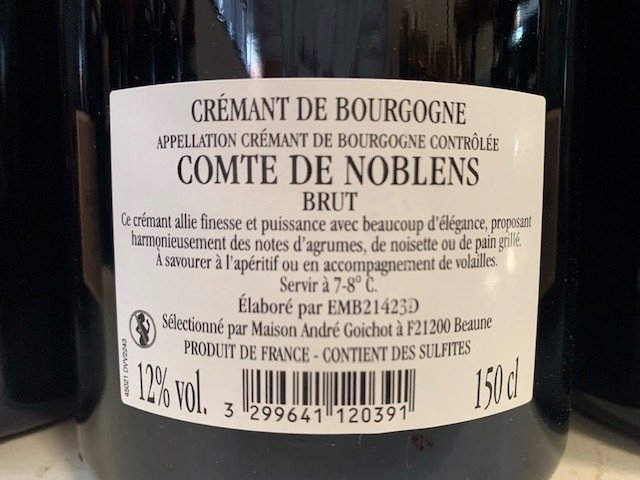 CRÉMANT DE BOURGOGNE
APPELLATION CRÉMANT DE BOURGOGNE CONTRÔLÉE
COMTE DE NOBLENS
BRUT
Ce crémant allie finesse et puissance avec beaucoup d'élégance, proposant
harmonieusement des notes d'agrumes, de noisette ou de pain grillé.
À savourer à l'apéritif ou en accompagnement de volailles.
Servir à 7-8° C.
Élaboré par EMB21423D
Sélectionné par Maison André Goichot à F21200 Beaune
PRODUIT DE FRANCE - CONTIENT DES SULFITES
12% vol.
3 299641 120391
150 cl